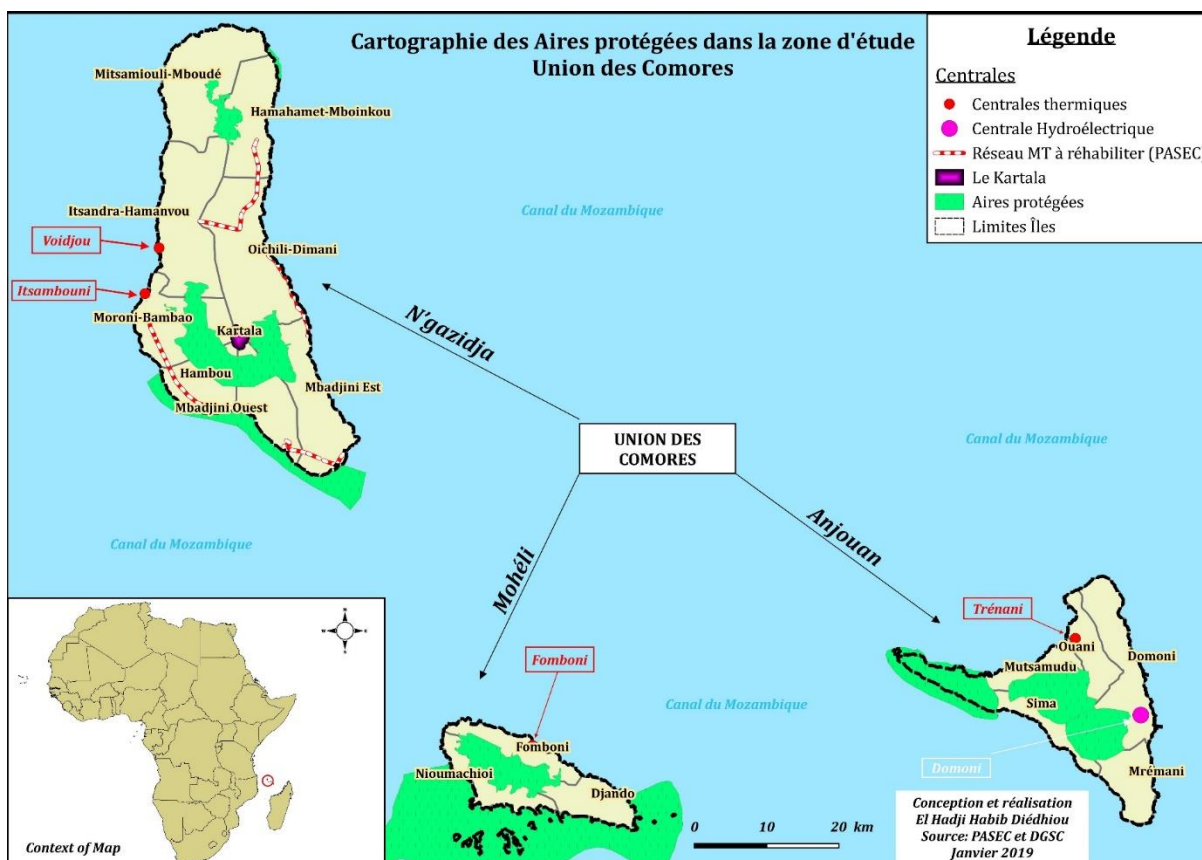 Cartographie des Aires protégées dans la zone d'étude
Union des Comores
Légende
Centrales
Centrales thermiques
Centrale Hydroélectrique
Réseau MT à réhabiliter (PASEC)
Le Kartala
Aires protégées
Limites Îles
Mitsamiouli-Mboudé
Hamahamet-Mboinkou
Itsandra-Hamanvou
Voidjou
Oichili-Dimani
Itsambouni
Moroni-Bambao
Kartala
Hambou
Mbadjini Est
Mbadjini Ouest
Canal du Mozambique
N'gazidja
UNION DES
COMORES
Canal du Mozambique
Canal du Mozambique
Mohéli
Anjouan
Fomboni
Fomboni
Nioumachioi
Djando
Canal du Mozambique
Trénani
Ouani
Mutsamudu
Domoni
Sima
Domoni
Mrémani
N
W
E
S
Context of Map
0 10 20 km
Conception et réalisation
El Hadji Habib Diédhiou
Source: PASEC et DGSC
Janvier 2019